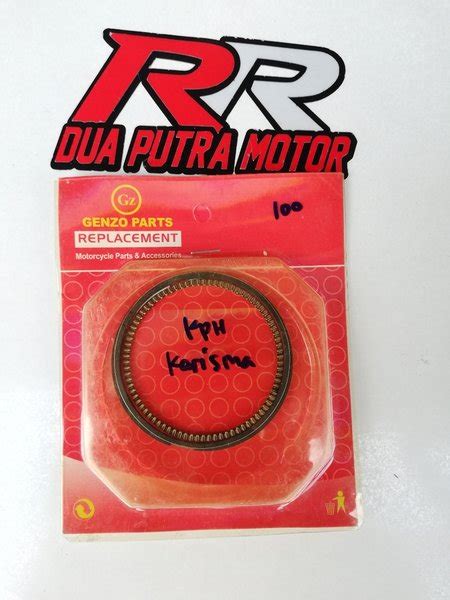 RR
DUA PUTRA MOTOR
Gz
GENZO PARTS
REPLACEMENT
Motorcycle Parts & Accessories
100
KPH
Karisma